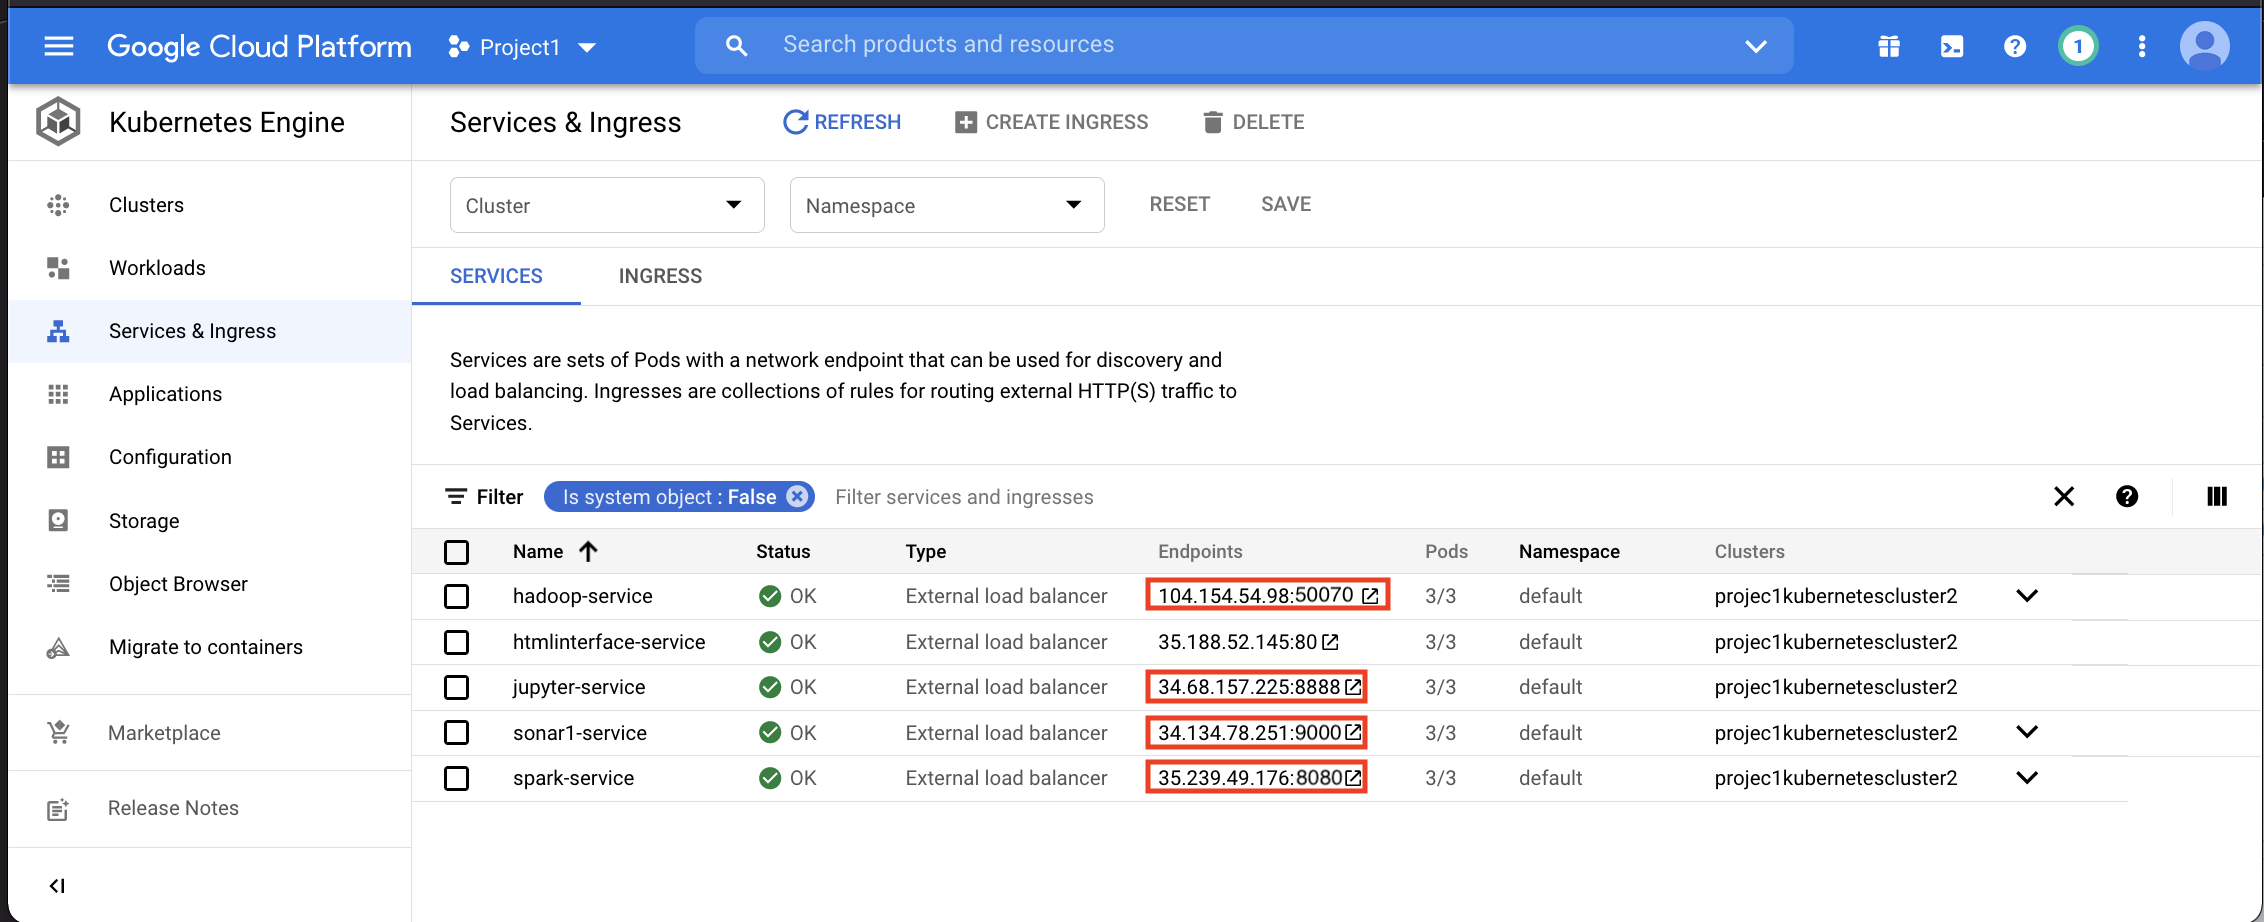 Google Cloud Platform
Project1
Search products and resources
1
Kubernetes Engine
Services & Ingress
REFRESH
CREATE INGRESS
DELETE
Clusters
Workloads
Services & Ingress
Applications
Configuration
Storage
Object Browser
Migrate to containers
Marketplace
Release Notes
Cluster
Namespace
RESET
SAVE
SERVICES
INGRESS
Services are sets of Pods with a network endpoint that can be used for discovery and
load balancing. Ingresses are collections of rules for routing external HTTP(S) traffic to
Services.
Filter
Is system object : False
Filter services and ingresses
Name Status Type Endpoints Pods Namespace Clusters
hadoop-service OK External load balancer 104.154.54.98:50070 3/3 default projec1kubernetescluster2
htmlinterface-service OK External load balancer 35.188.52.145:80 3/3 default projec1kubernetescluster2
jupyter-service OK External load balancer 34.68.157.225:8888 3/3 default projec1kubernetescluster2
sonar1-service OK External load balancer 34.134.78.251:9000 3/3 default projec1kubernetescluster2
spark-service OK External load balancer 35.239.49.176:8080 3/3 default projec1kubernetescluster2